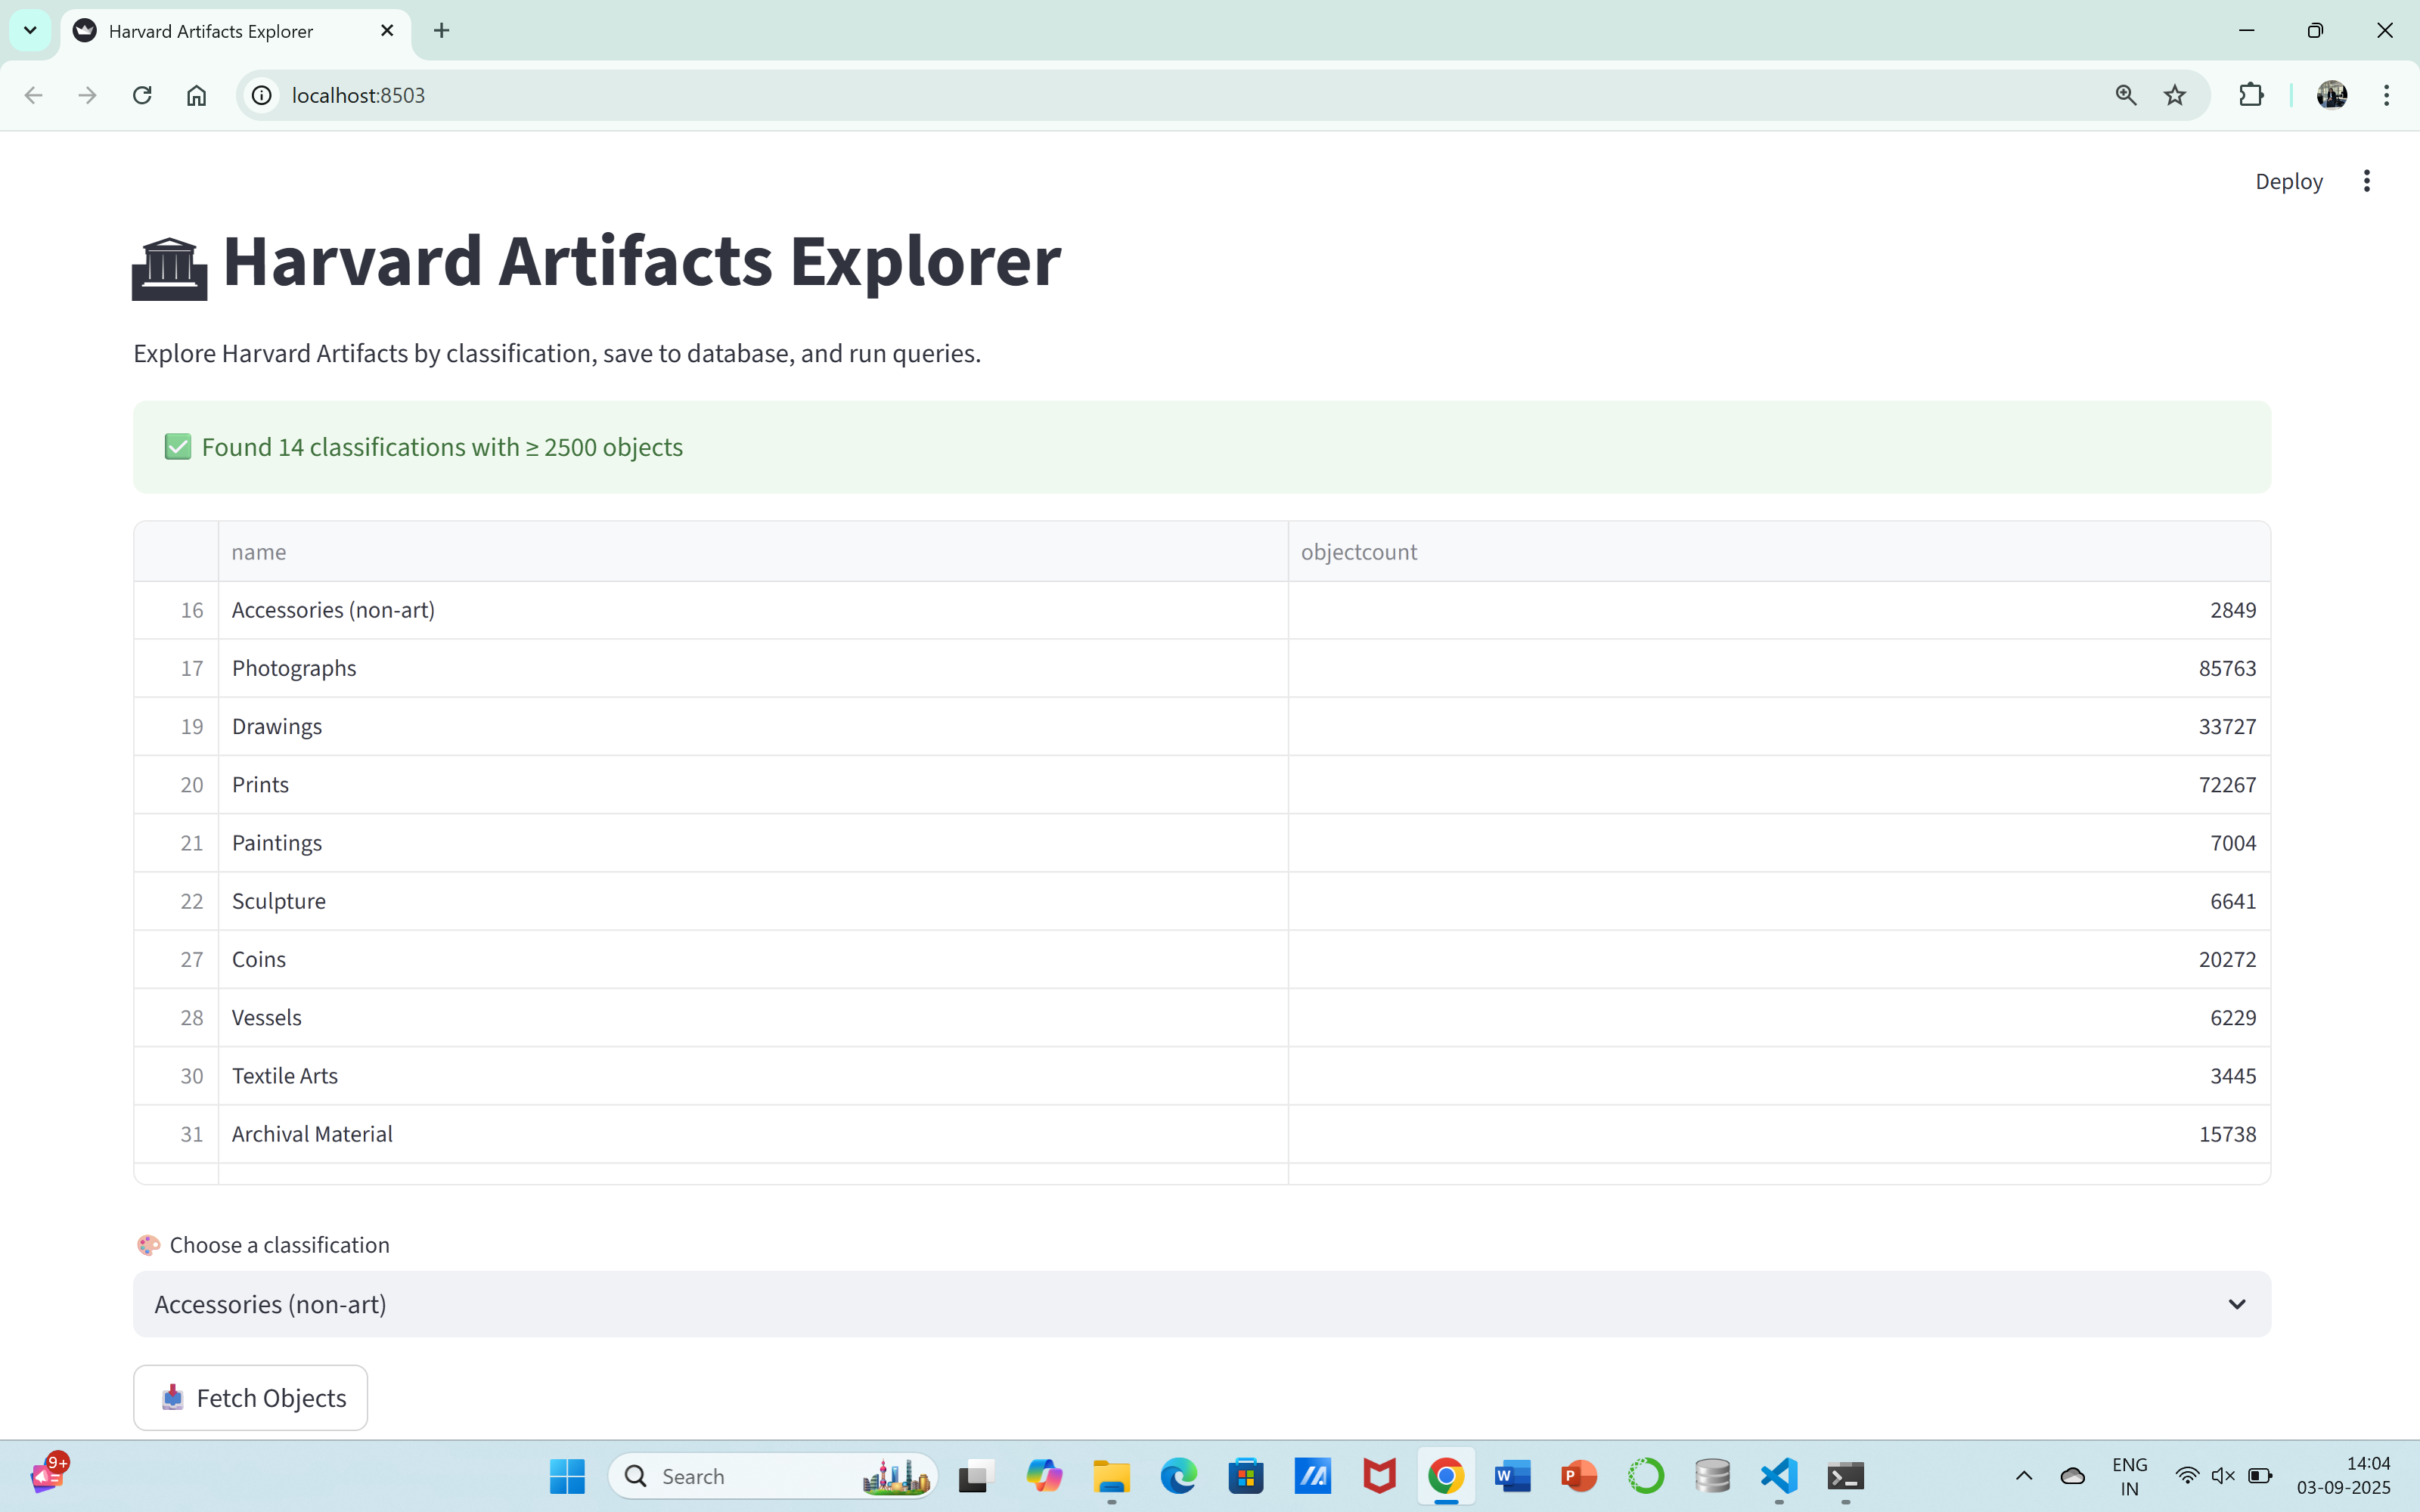 Harvard Artifacts Explorer
localhost:8503
Deploy
Harvard Artifacts Explorer
Explore Harvard Artifacts by classification, save to database, and run queries.
Found 14 classifications with ≥ 2500 objects
name objectcount
16 Accessories (non-art) 2849
17 Photographs 85763
19 Drawings 33727
20 Prints 72267
21 Paintings 7004
22 Sculpture 6641
27 Coins 20272
28 Vessels 6229
30 Textile Arts 3445
31 Archival Material 15738
Choose a classification
Accessories (non-art)
Fetch Objects
9+
Search
W
P
ENG
IN
14:04
03-09-2025